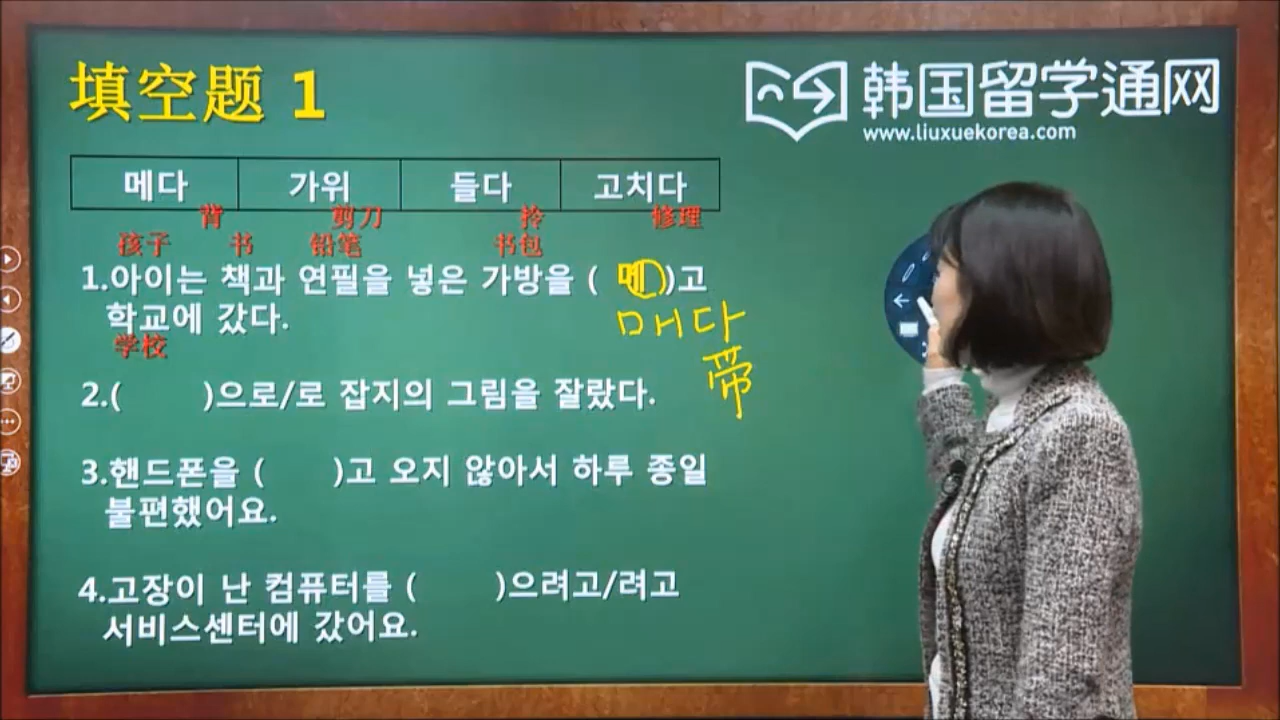 填空题 1
韩国留学通网
www.liuxuekorea.com
메다 가위 들다 고치다
背 剪刀 拎 修理
孩子 书 铅笔 书包
1.아이는 책과 연필을 넣은 가방을 ( 메 )고
학교에 갔다.
学校
매다
带
2.( )으로/로 잡지의 그림을 잘랐다.
3.핸드폰을 ( )고 오지 않아서 하루 종일
불편했어요.
4.고장이 난 컴퓨터를 ( )으려고/려고
서비스센터에 갔어요.